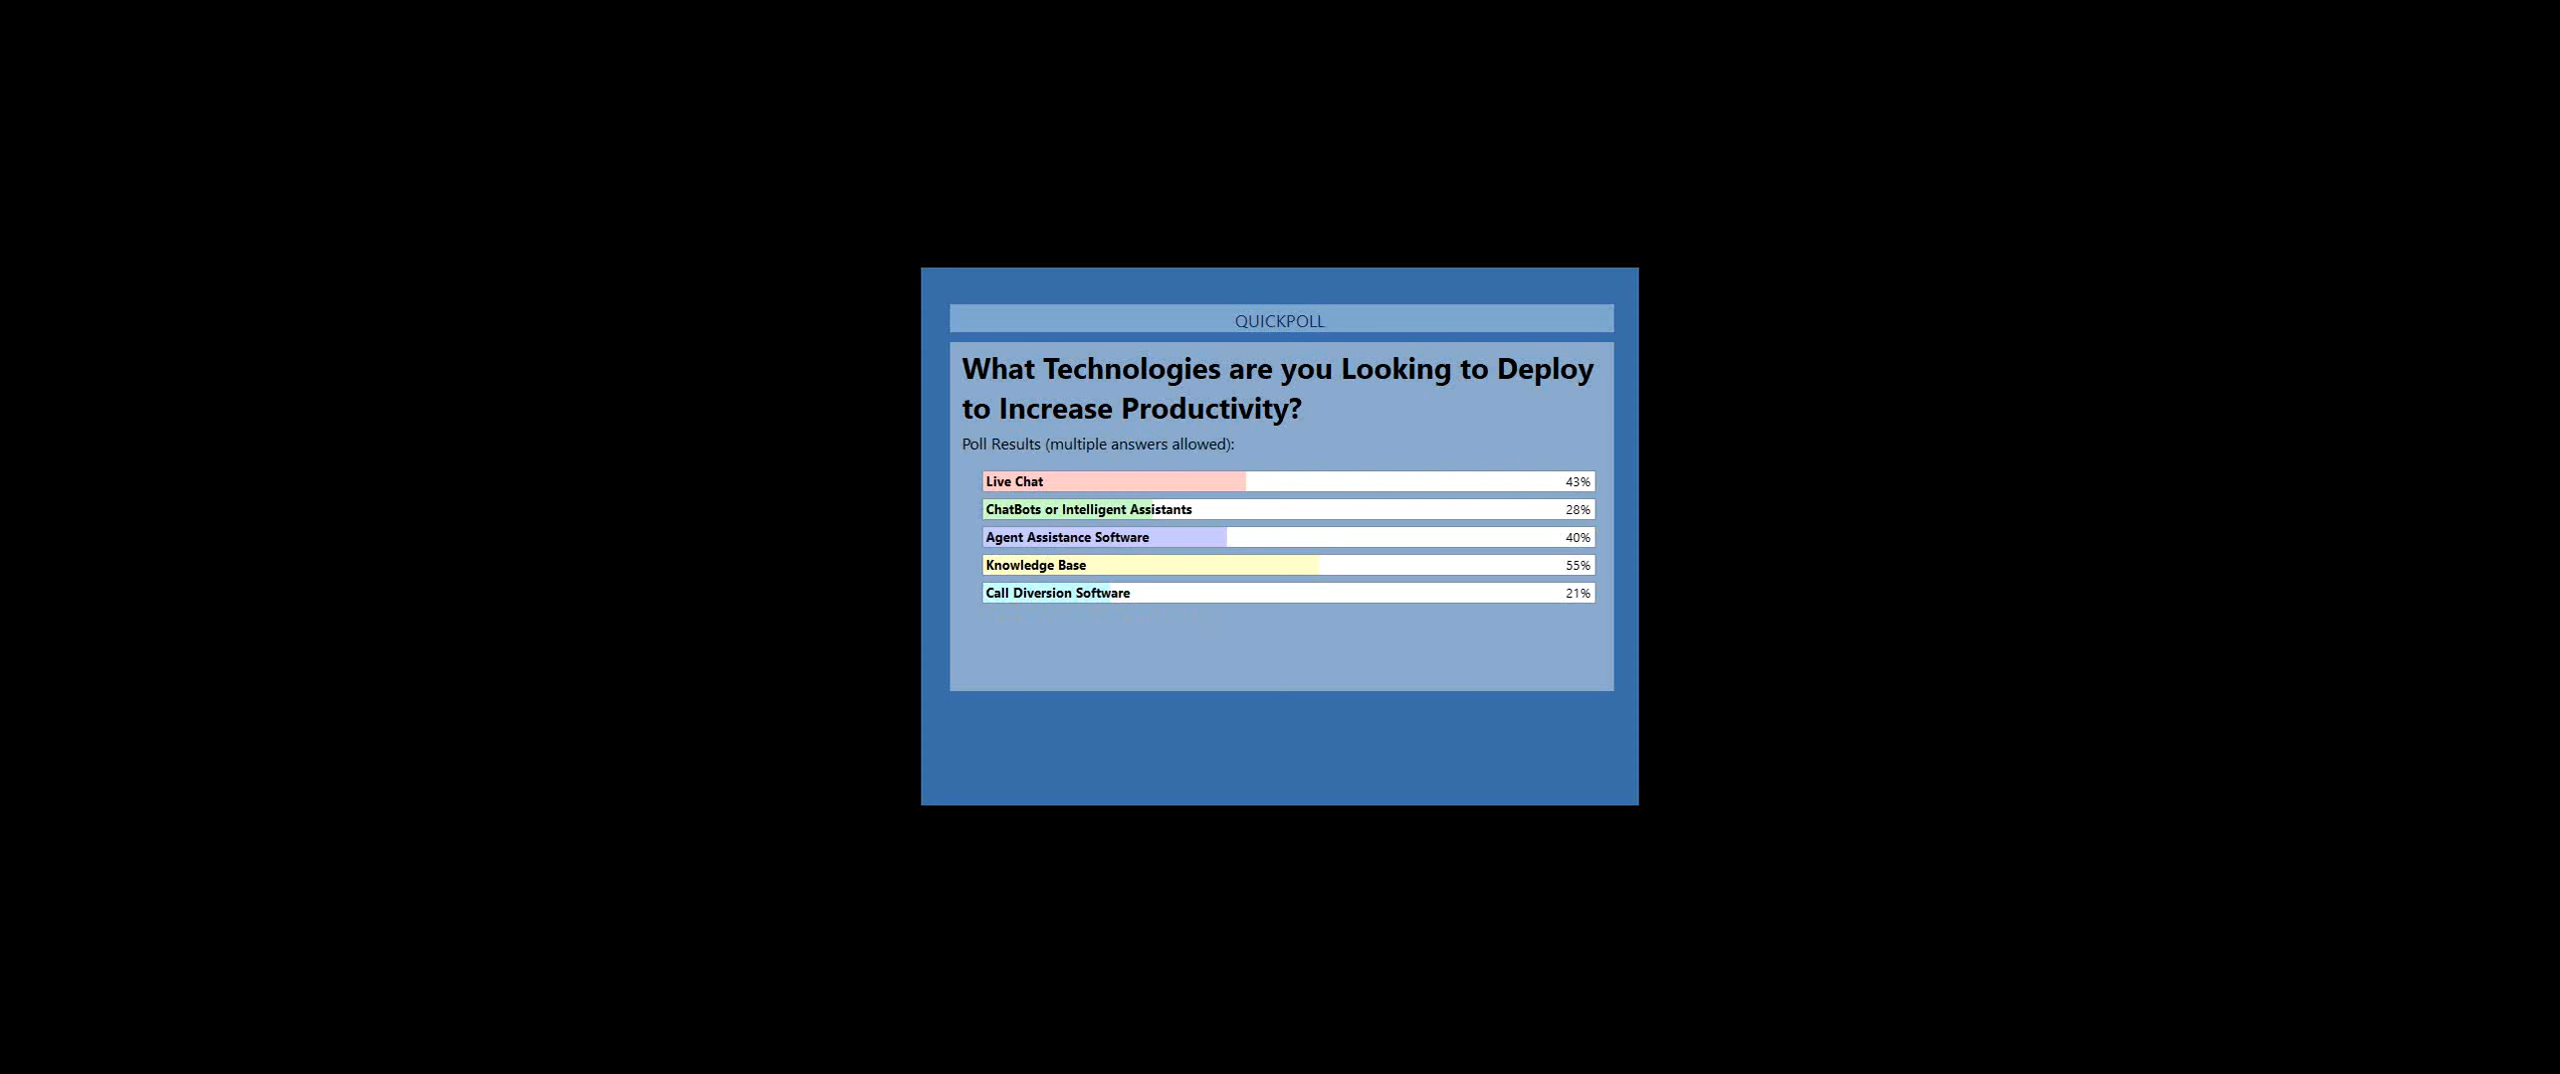 QUICKPOLL
What Technologies are you Looking to Deploy
to Increase Productivity?
Poll Results (multiple answers allowed):
Live Chat 43%
ChatBots or Intelligent Assistants 28%
Agent Assistance Software 40%
Knowledge Base 55%
Call Diversion Software 21%